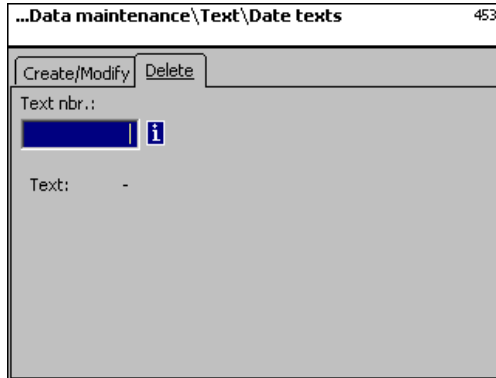 ...Data maintenance\Text\Date texts 453
Create/Modify Delete
Text nbr.:
i
Text: -